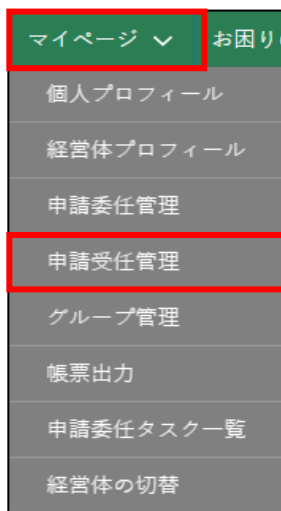 マイページ お困り
個人プロフィール
経営体プロフィール
申請委任管理
申請受任管理
グループ管理
帳票出力
申請委任タスク一覧
経営体の切替